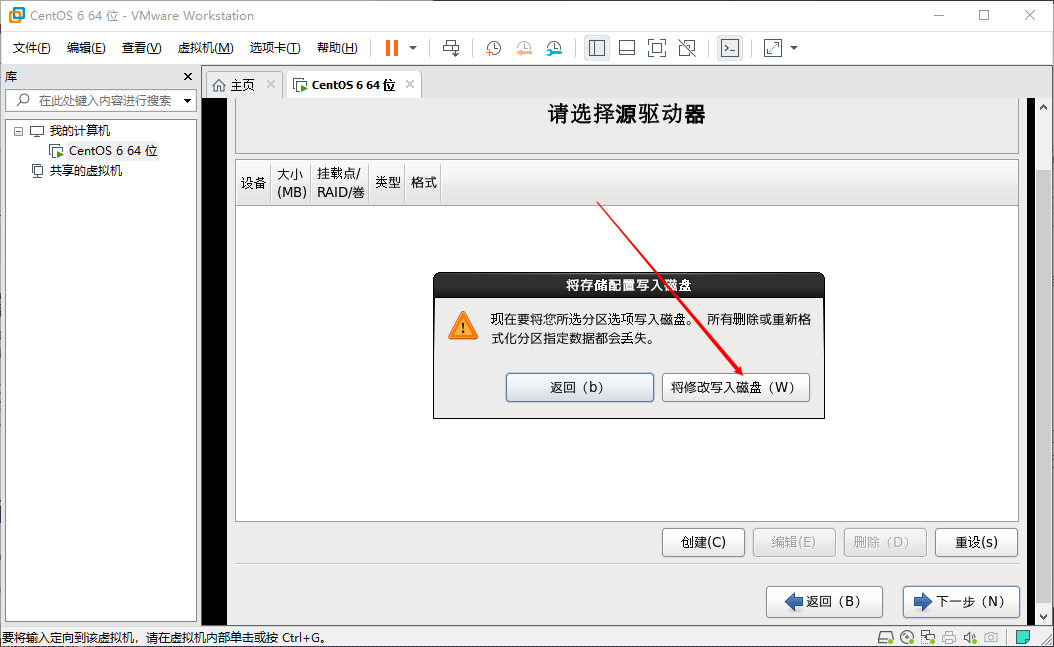 CentOS 6 64 位 - VMware Workstation
文件(F) 编辑(E) 查看(V) 虚拟机(M) 选项卡(T) 帮助(H)
库
主页
CentOS 6 64 位
在此处键入内容进行搜索
我的计算机
CentOS 6 64 位
共享的虚拟机
请选择源驱动器
设备
大小
(MB)
挂载点/
RAID/卷
类型
格式
将存储配置写入磁盘
现在要将您所选分区选项写入磁盘。 所有删除或重新格
式化分区指定数据都会丢失。
返回（b）
将修改写入磁盘（W）
创建(C)
编辑(E)
删除（D）
重设(s)
返回（B）
下一步（N）
要将输入定向到该虚拟机，请在虚拟机内部单击或按 Ctrl+G。